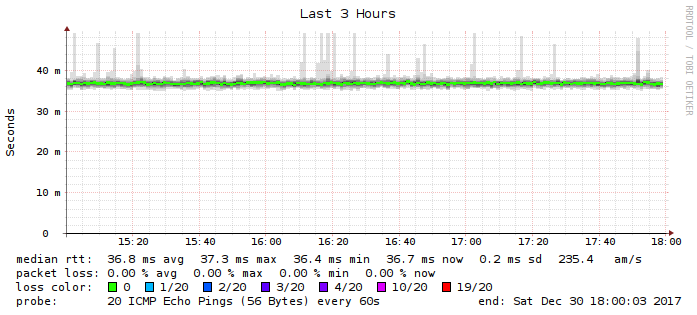 Last 3 Hours
RRDTOOL / TOBI OETIKER
Seconds
40 m
30 m
20 m
10 m
0
15:20 15:40 16:00 16:20 16:40 17:00 17:20 17:40 18:00
median rtt: 36.8 ms avg 37.3 ms max 36.4 ms min 36.7 ms now 0.2 ms sd 235.4 am/s
packet loss: 0.00 % avg 0.00 % max 0.00 % min 0.00 % now
loss color: 0 1/20 2/20 3/20 4/20 10/20 19/20
probe: 20 ICMP Echo Pings (56 Bytes) every 60s end: Sat Dec 30 18:00:03 2017